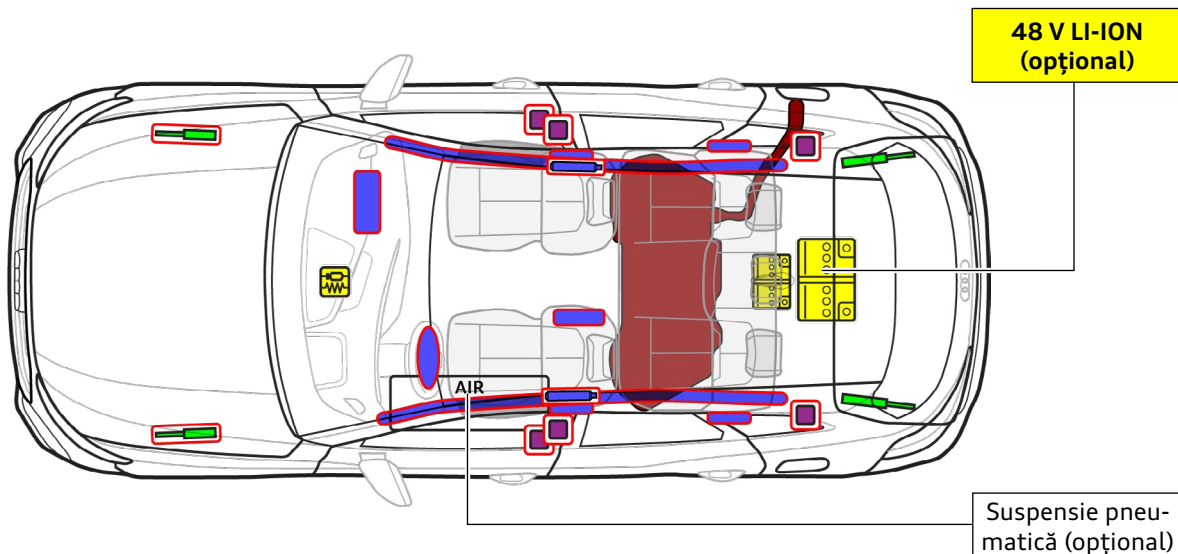 48 V LI-ION
(opțional)
AIR
Suspensie pneu-
matică (opțional)